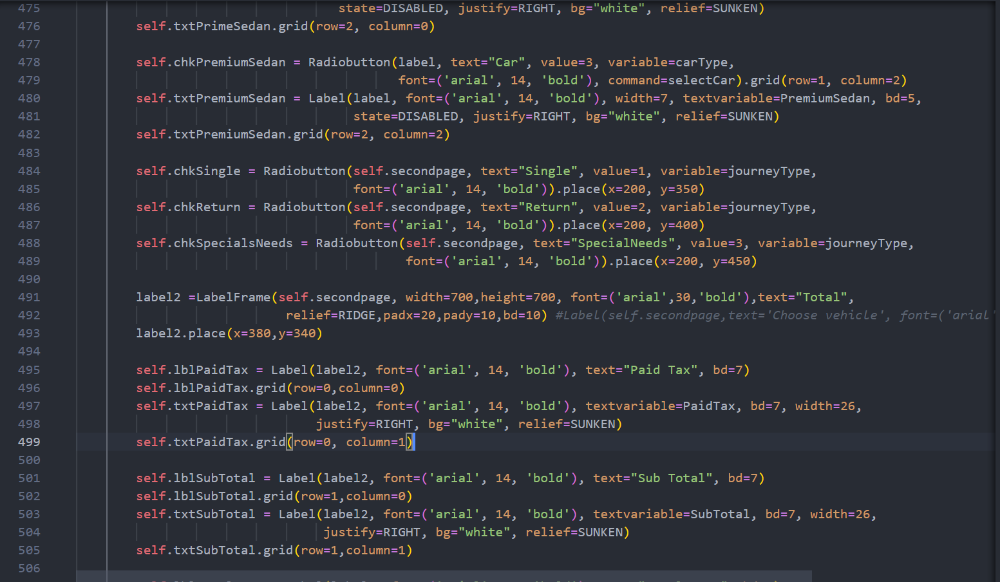 475 state=DISABLED, justify=RIGHT, bg="white", relief=SUNKEN)
476 self.txtPrimeSedan.grid(row=2, column=0)
477
478 self.chkPremiumSedan = Radiobutton(label, text="Car", value=3, variable=carType,
479 font=('arial', 14, 'bold'), command=selectCar).grid(row=1, column=2)
480 self.txtPremiumSedan = Label(label, font=('arial', 14, 'bold'), width=7, textvariable=PremiumSedan, bd=5,
481 state=DISABLED, justify=RIGHT, bg="white", relief=SUNKEN)
482 self.txtPremiumSedan.grid(row=2, column=2)
483
484 self.chkSingle = Radiobutton(self.secondpage, text="Single", value=1, variable=journeyType,
485 font=('arial', 14, 'bold')).place(x=200, y=350)
486 self.chkReturn = Radiobutton(self.secondpage, text="Return", value=2, variable=journeyType,
487 font=('arial', 14, 'bold')).place(x=200, y=400)
488 self.chkSpecialsNeeds = Radiobutton(self.secondpage, text="SpecialNeeds", value=3, variable=journeyType,
489 font=('arial', 14, 'bold')).place(x=200, y=450)
490
491 label2 =LabelFrame(self.secondpage, width=700,height=700, font=('arial',30,'bold'),text="Total",
492 relief=RIDGE,padx=20,pady=10,bd=10) #Label(self.secondpage,text='Choose vehicle', font=('arial'
493 label2.place(x=380,y=340)
494
495 self.lblPaidTax = Label(label2, font=('arial', 14, 'bold'), text="Paid Tax", bd=7)
496 self.lblPaidTax.grid(row=0,column=0)
497 self.txtPaidTax = Label(label2, font=('arial', 14, 'bold'), textvariable=PaidTax, bd=7, width=26,
498 justify=RIGHT, bg="white", relief=SUNKEN)
499 self.txtPaidTax.grid(row=0, column=1)
500
501 self.lblSubTotal = Label(label2, font=('arial', 14, 'bold'), text="Sub Total", bd=7)
502 self.lblSubTotal.grid(row=1,column=0)
503 self.txtSubTotal = Label(label2, font=('arial', 14, 'bold'), textvariable=SubTotal, bd=7, width=26,
504 justify=RIGHT, bg="white", relief=SUNKEN)
505 self.txtSubTotal.grid(row=1,column=1)
506